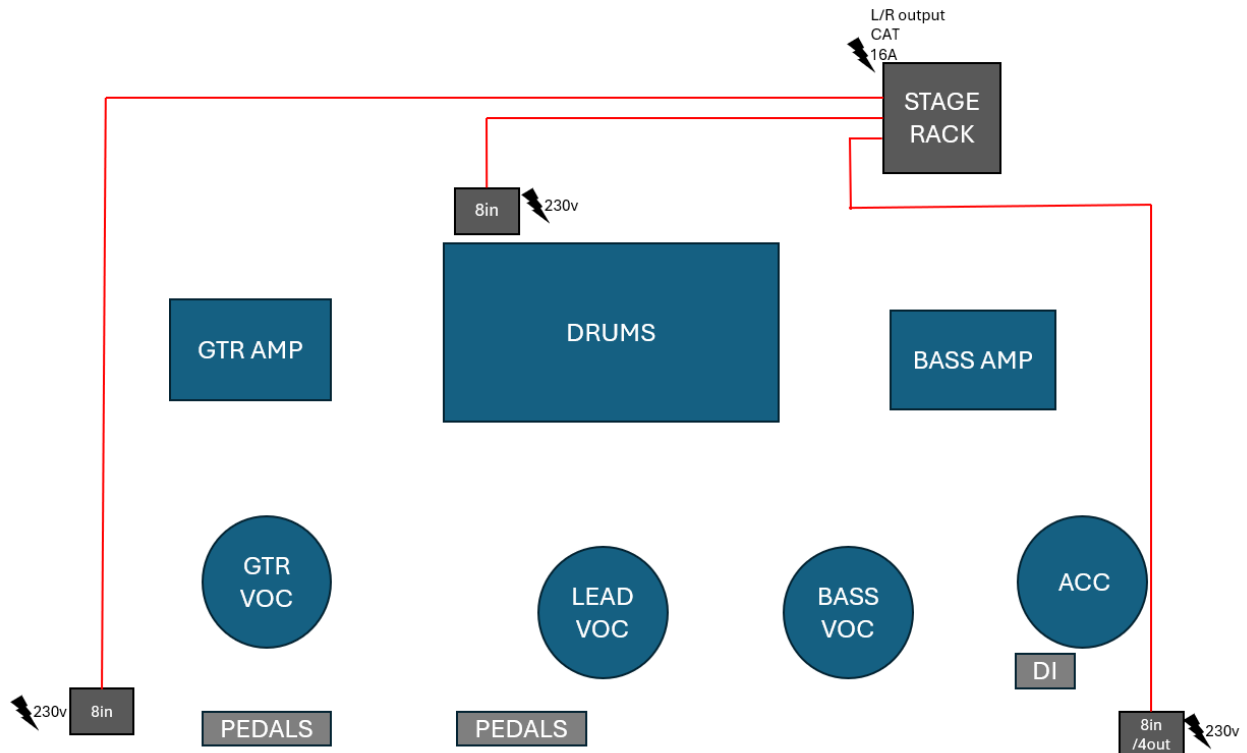 L/R output
CAT
16A
STAGE
RACK
8in
230v
DRUMS
GTR AMP
BASS AMP
GTR
VOC
LEAD
VOC
BASS
VOC
ACC
DI
230v
8in
PEDALS
PEDALS
8in
/4out
230v